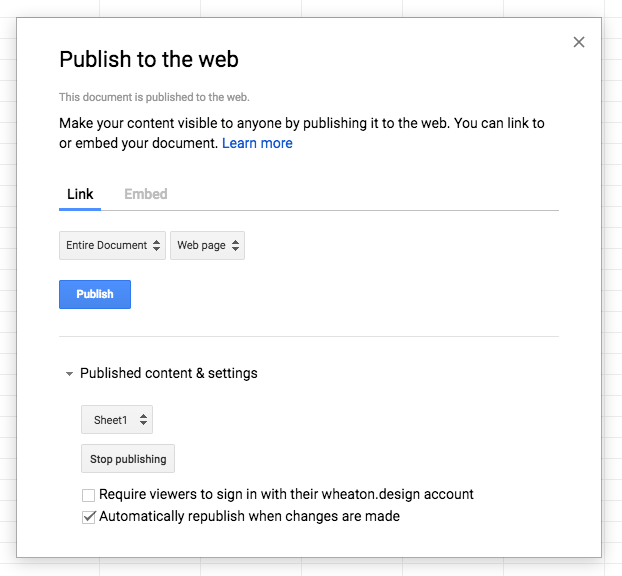 Publish to the web
This document is published to the web.
Make your content visible to anyone by publishing it to the web. You can link to
or embed your document. Learn more
Link Embed
Entire Document Web page
Publish
Published content & settings
Sheet1
Stop publishing
Require viewers to sign in with their wheaton.design account
Automatically republish when changes are made